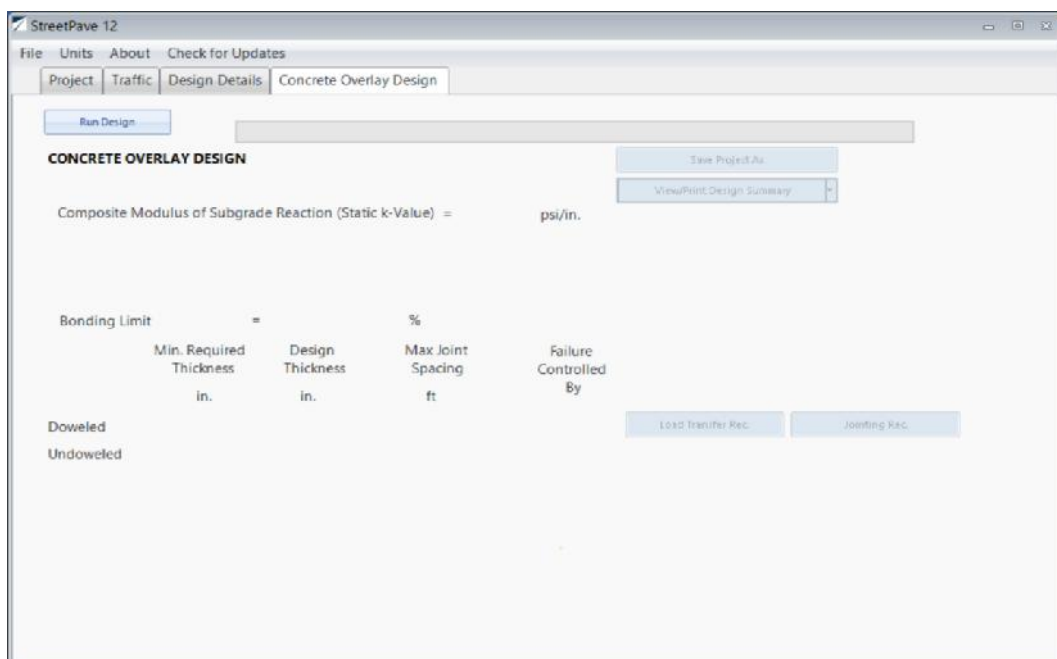 StreetPave 12
File Units About Check for Updates
Project Traffic Design Details Concrete Overlay Design
Run Design
CONCRETE OVERLAY DESIGN
Save Project As
View/Print Design Summary
Composite Modulus of Subgrade Reaction (Static k-Value) = psi/in.
Bonding Limit = %
Min. Required Design Max Joint Failure
Thickness Thickness Spacing Controlled
in. in. ft By
Doweled
Load Transfer Rec. Jointing Rec.
Undoweled